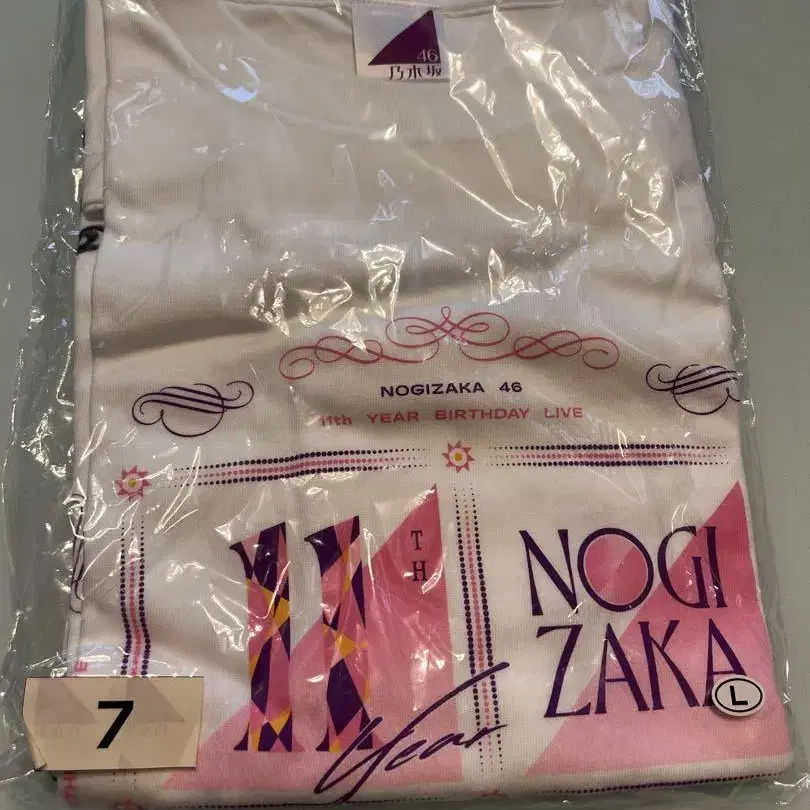 46
乃木坂
NOGIZAKA 46
11th YEAR BIRTHDAY LIVE
11
TH
Year
NOGI
ZAKA
L
7